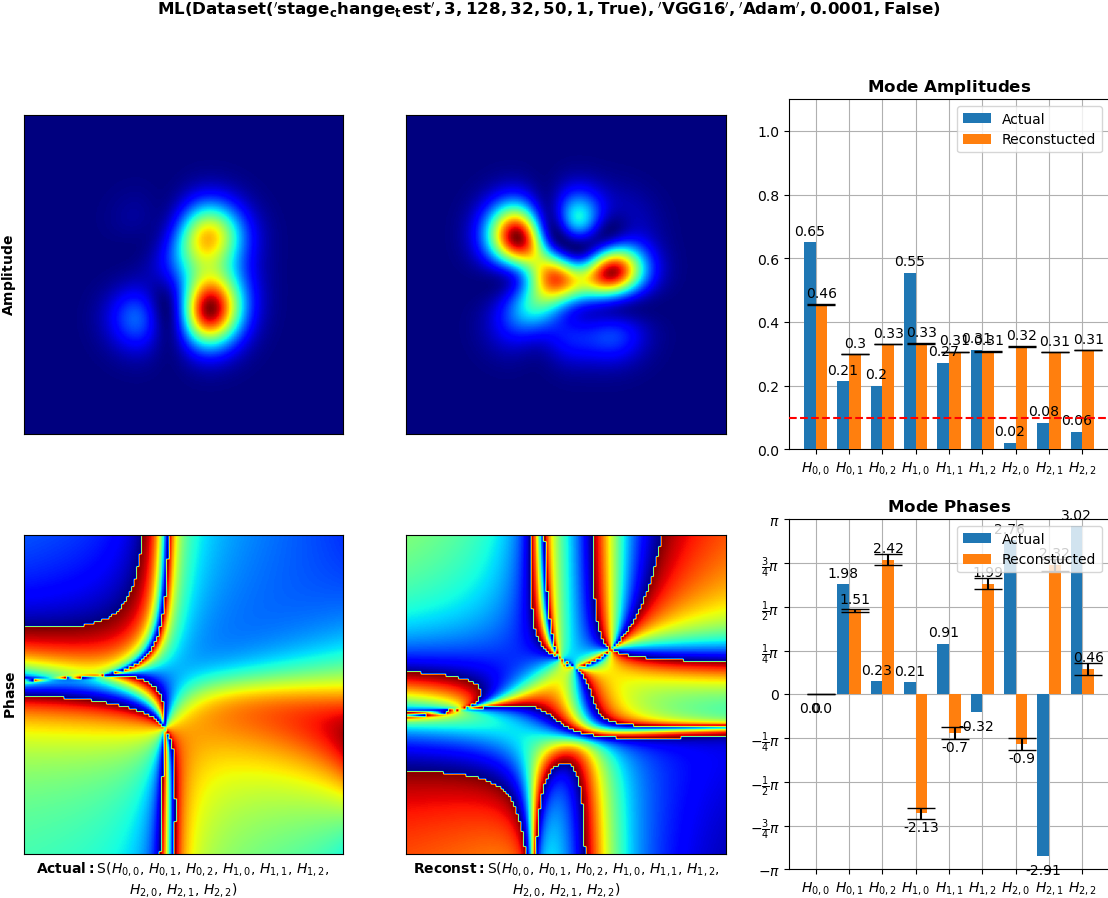 ML(Dataset('stage_change_test', 3, 128, 32, 50, 1, True), 'VGG16', 'Adam', 0.0001, False)
Amplitude
Mode Amplitudes
Actual
Reconstucted
1.0
0.8
0.6
0.4
0.2
0.0
0.65
0.46
0.21
0.3
0.2
0.33
0.55
0.33
0.27
0.31
0.31
0.31
0.02
0.32
0.08
0.31
0.06
0.31
H0,0 H0,1 H0,2 H1,0 H1,1 H1,2 H2,0 H2,1 H2,2
Phase
Actual: S(H0,0, H0,1, H0,2, H1,0, H1,1, H1,2,
H2,0, H2,1, H2,2)
Reconst: S(H0,0, H0,1, H0,2, H1,0, H1,1, H1,2,
H2,0, H2,1, H2,2)
Mode Phases
Actual
Reconstucted
π
3/4π
1/2π
1/4π
0
−1/4π
−1/2π
−3/4π
−π
0.0
0.0
1.98
1.51
0.23
2.42
0.21
-2.13
0.91
-0.7
-0.32
1.99
2.76
-0.9
-2.91
2.32
3.02
0.46
H0,0 H0,1 H0,2 H1,0 H1,1 H1,2 H2,0 H2,1 H2,2